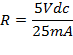 R = 5Vdc / 25mA